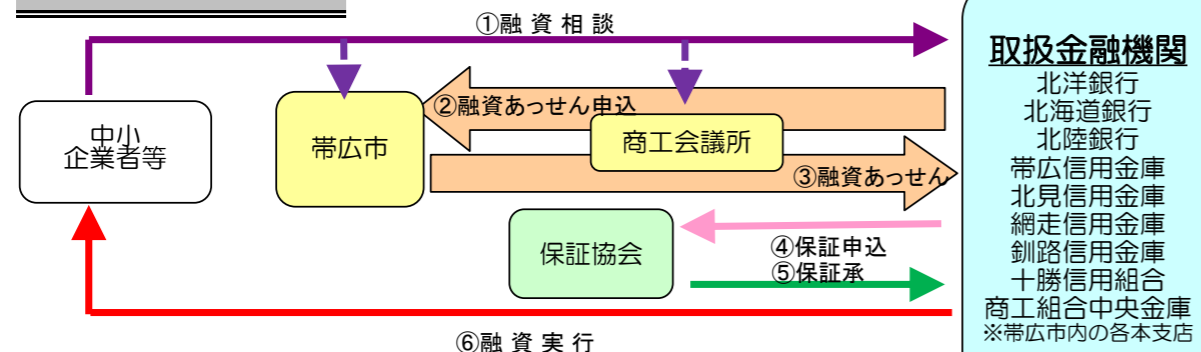 ①融 資 相 談
取扱金融機関
北洋銀行
北海道銀行
北陸銀行
帯広信用金庫
北見信用金庫
網走信用金庫
釧路信用金庫
十勝信用組合
商工組合中央金庫
※帯広市内の各本支店
中小
企業者等
帯広市
②融資あっせん申込
商工会議所
③融資あっせん
保証協会
④保証申込
⑤保証承
⑥融 資 実 行